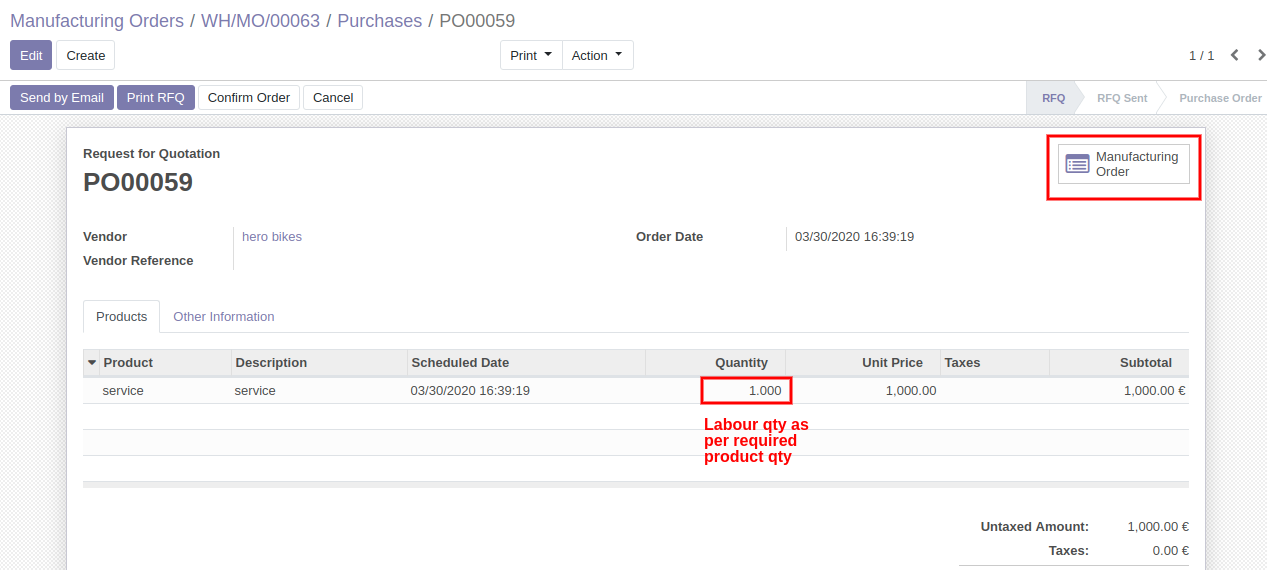 Manufacturing Orders / WH/MO/00063 / Purchases / PO00059
Edit Create Print Action 1 / 1
Send by Email Print RFQ Confirm Order Cancel RFQ RFQ Sent Purchase Order
Request for Quotation
Manufacturing
Order
PO00059
Vendor hero bikes Order Date 03/30/2020 16:39:19
Vendor Reference
Products Other Information
Product Description Scheduled Date Quantity Unit Price Taxes Subtotal
service service 03/30/2020 16:39:19 1.000 1,000.00 1,000.00 €
Labour qty as
per required
product qty
Untaxed Amount: 1,000.00 €
Taxes: 0.00 €